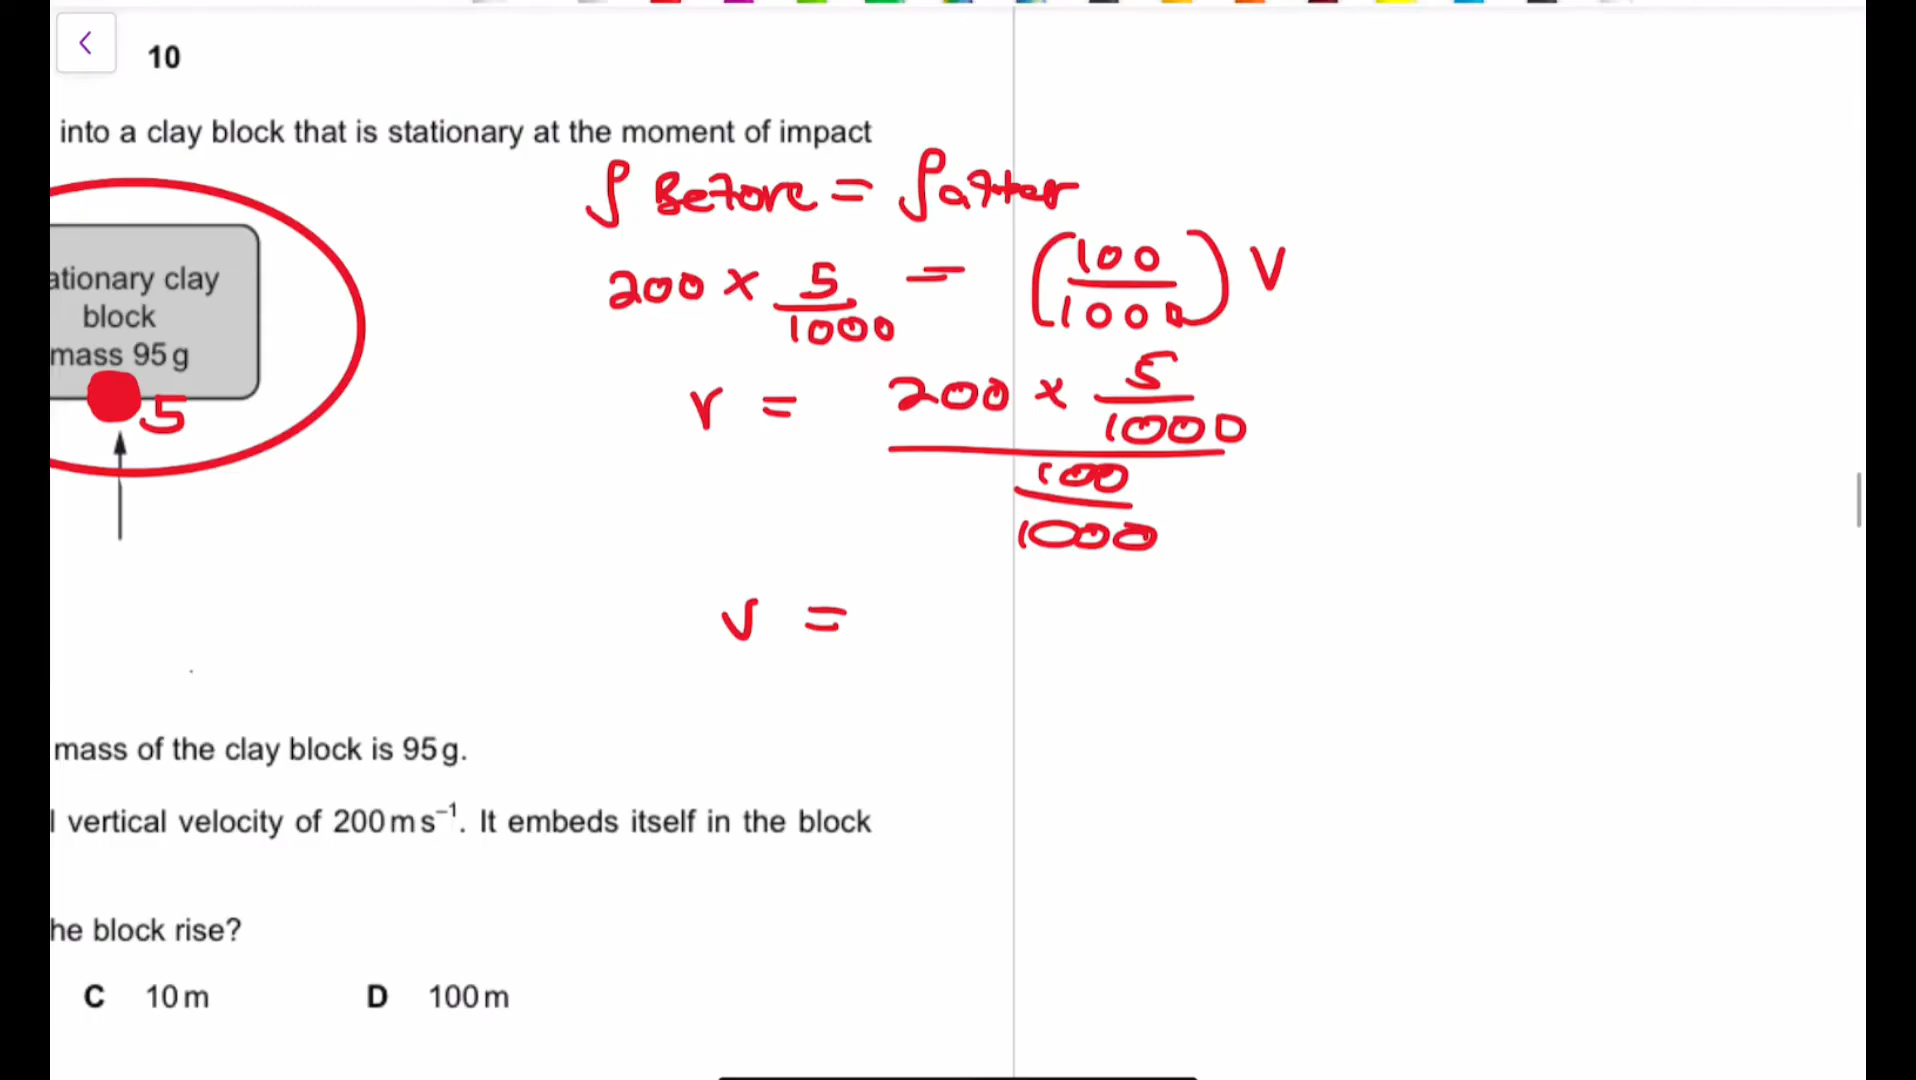 10
into a clay block that is stationary at the moment of impact
ρ Before = ρ after
200 × 5/1000 = (100/1000) V
ationary clay
block
mass 95 g
5
v = 200 × 5/1000
100/1000
v =
mass of the clay block is 95 g.
vertical velocity of 200 m s⁻¹. It embeds itself in the block
he block rise?
C 10 m D 100 m